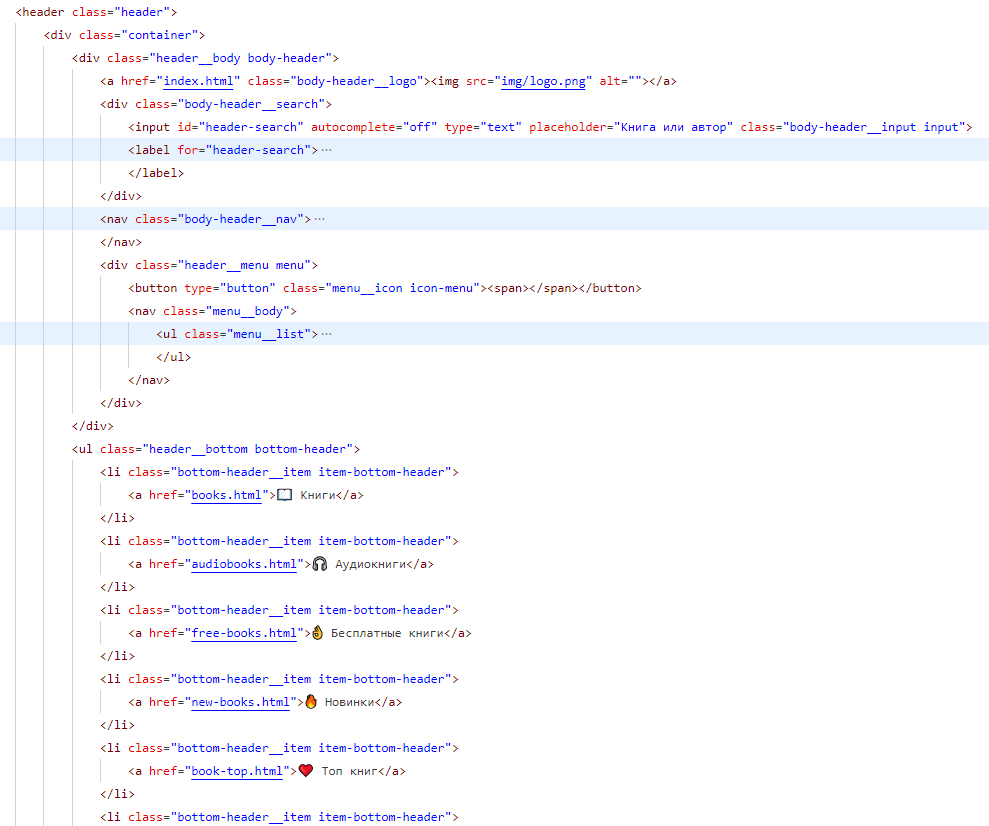 <header class="header">
<div class="container">
<div class="header__body body-header">
<a href="index.html" class="body-header__logo"><img src="img/logo.png" alt=""></a>
<div class="body-header__search">
<input id="header-search" autocomplete="off" type="text" placeholder="Книга или автор" class="body-header__input input">
<label for="header-search">···
</label>
</div>
<nav class="body-header__nav">···
</nav>
<div class="header__menu menu">
<button type="button" class="menu__icon icon-menu"><span></span></button>
<nav class="menu__body">
<ul class="menu__list">···
</ul>
</nav>
</div>
</div>
<ul class="header__bottom bottom-header">
<li class="bottom-header__item item-bottom-header">
<a href="books.html">📖 Книги</a>
</li>
<li class="bottom-header__item item-bottom-header">
<a href="audiobooks.html">🎧 Аудиокниги</a>
</li>
<li class="bottom-header__item item-bottom-header">
<a href="free-books.html">👌 Бесплатные книги</a>
</li>
<li class="bottom-header__item item-bottom-header">
<a href="new-books.html">🔥 Новинки</a>
</li>
<li class="bottom-header__item item-bottom-header">
<a href="book-top.html">❤️ Топ книг</a>
</li>
<li class="bottom-header__item item-bottom-header">